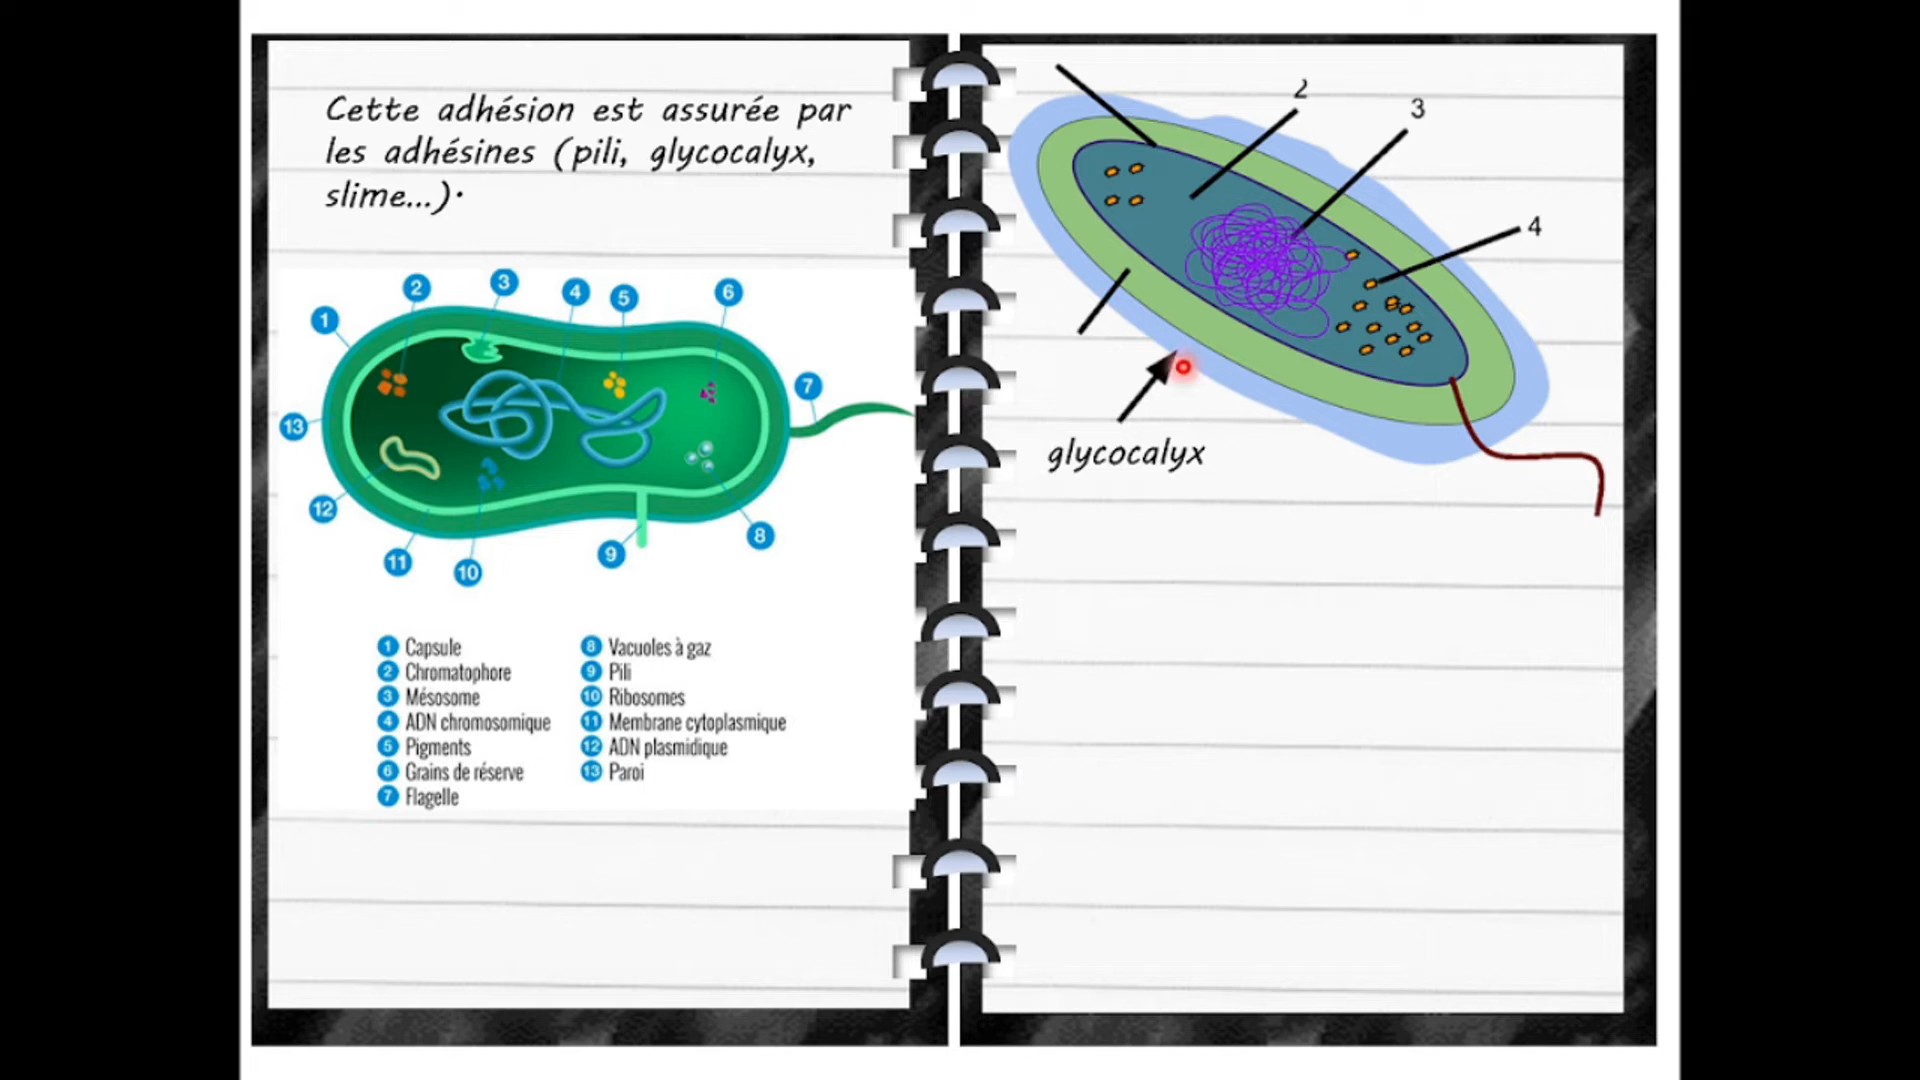 Cette adhésion est assurée par
les adhésines (pili, glycocalyx,
slime...).
1
2
3
4
5
6
7
8
9
10
11
12
13
1 Capsule
2 Chromatophore
3 Mésosome
4 ADN chromosomique
5 Pigments
6 Grains de réserve
7 Flagelle
8 Vacuoles à gaz
9 Pili
10 Ribosomes
11 Membrane cytoplasmique
12 ADN plasmidique
13 Paroi
2
3
4
glycocalyx